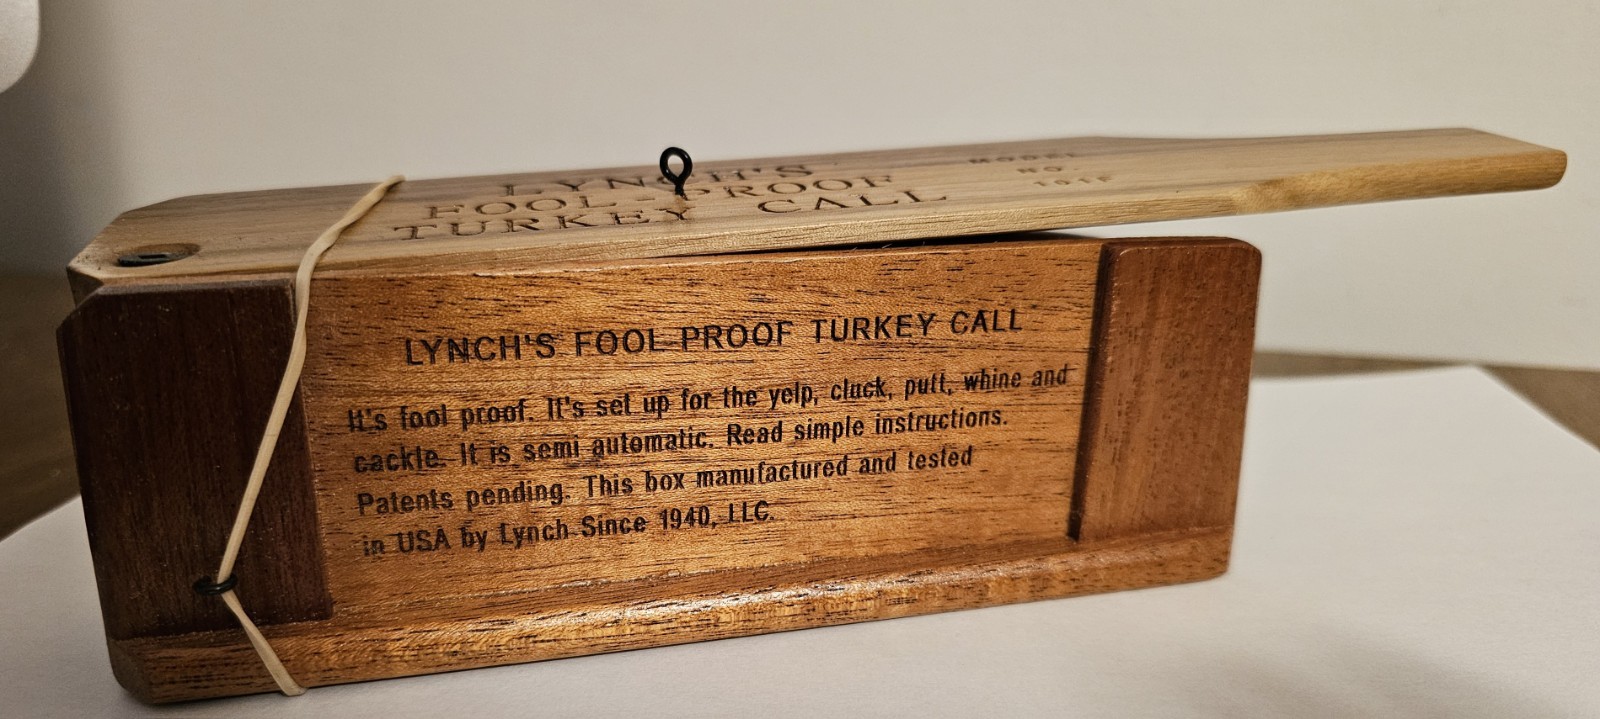 LYNCH'S
FOOL-PROOF
TURKEY CALL
MODEL
NO.
101F
LYNCH'S FOOL PROOF TURKEY CALL
It's fool proof. It's set up for the yelp, cluck, putt, whine and
cackle. It is semi automatic. Read simple instructions.
Patents pending. This box manufactured and tested
in USA by Lynch Since 1940, LLC.